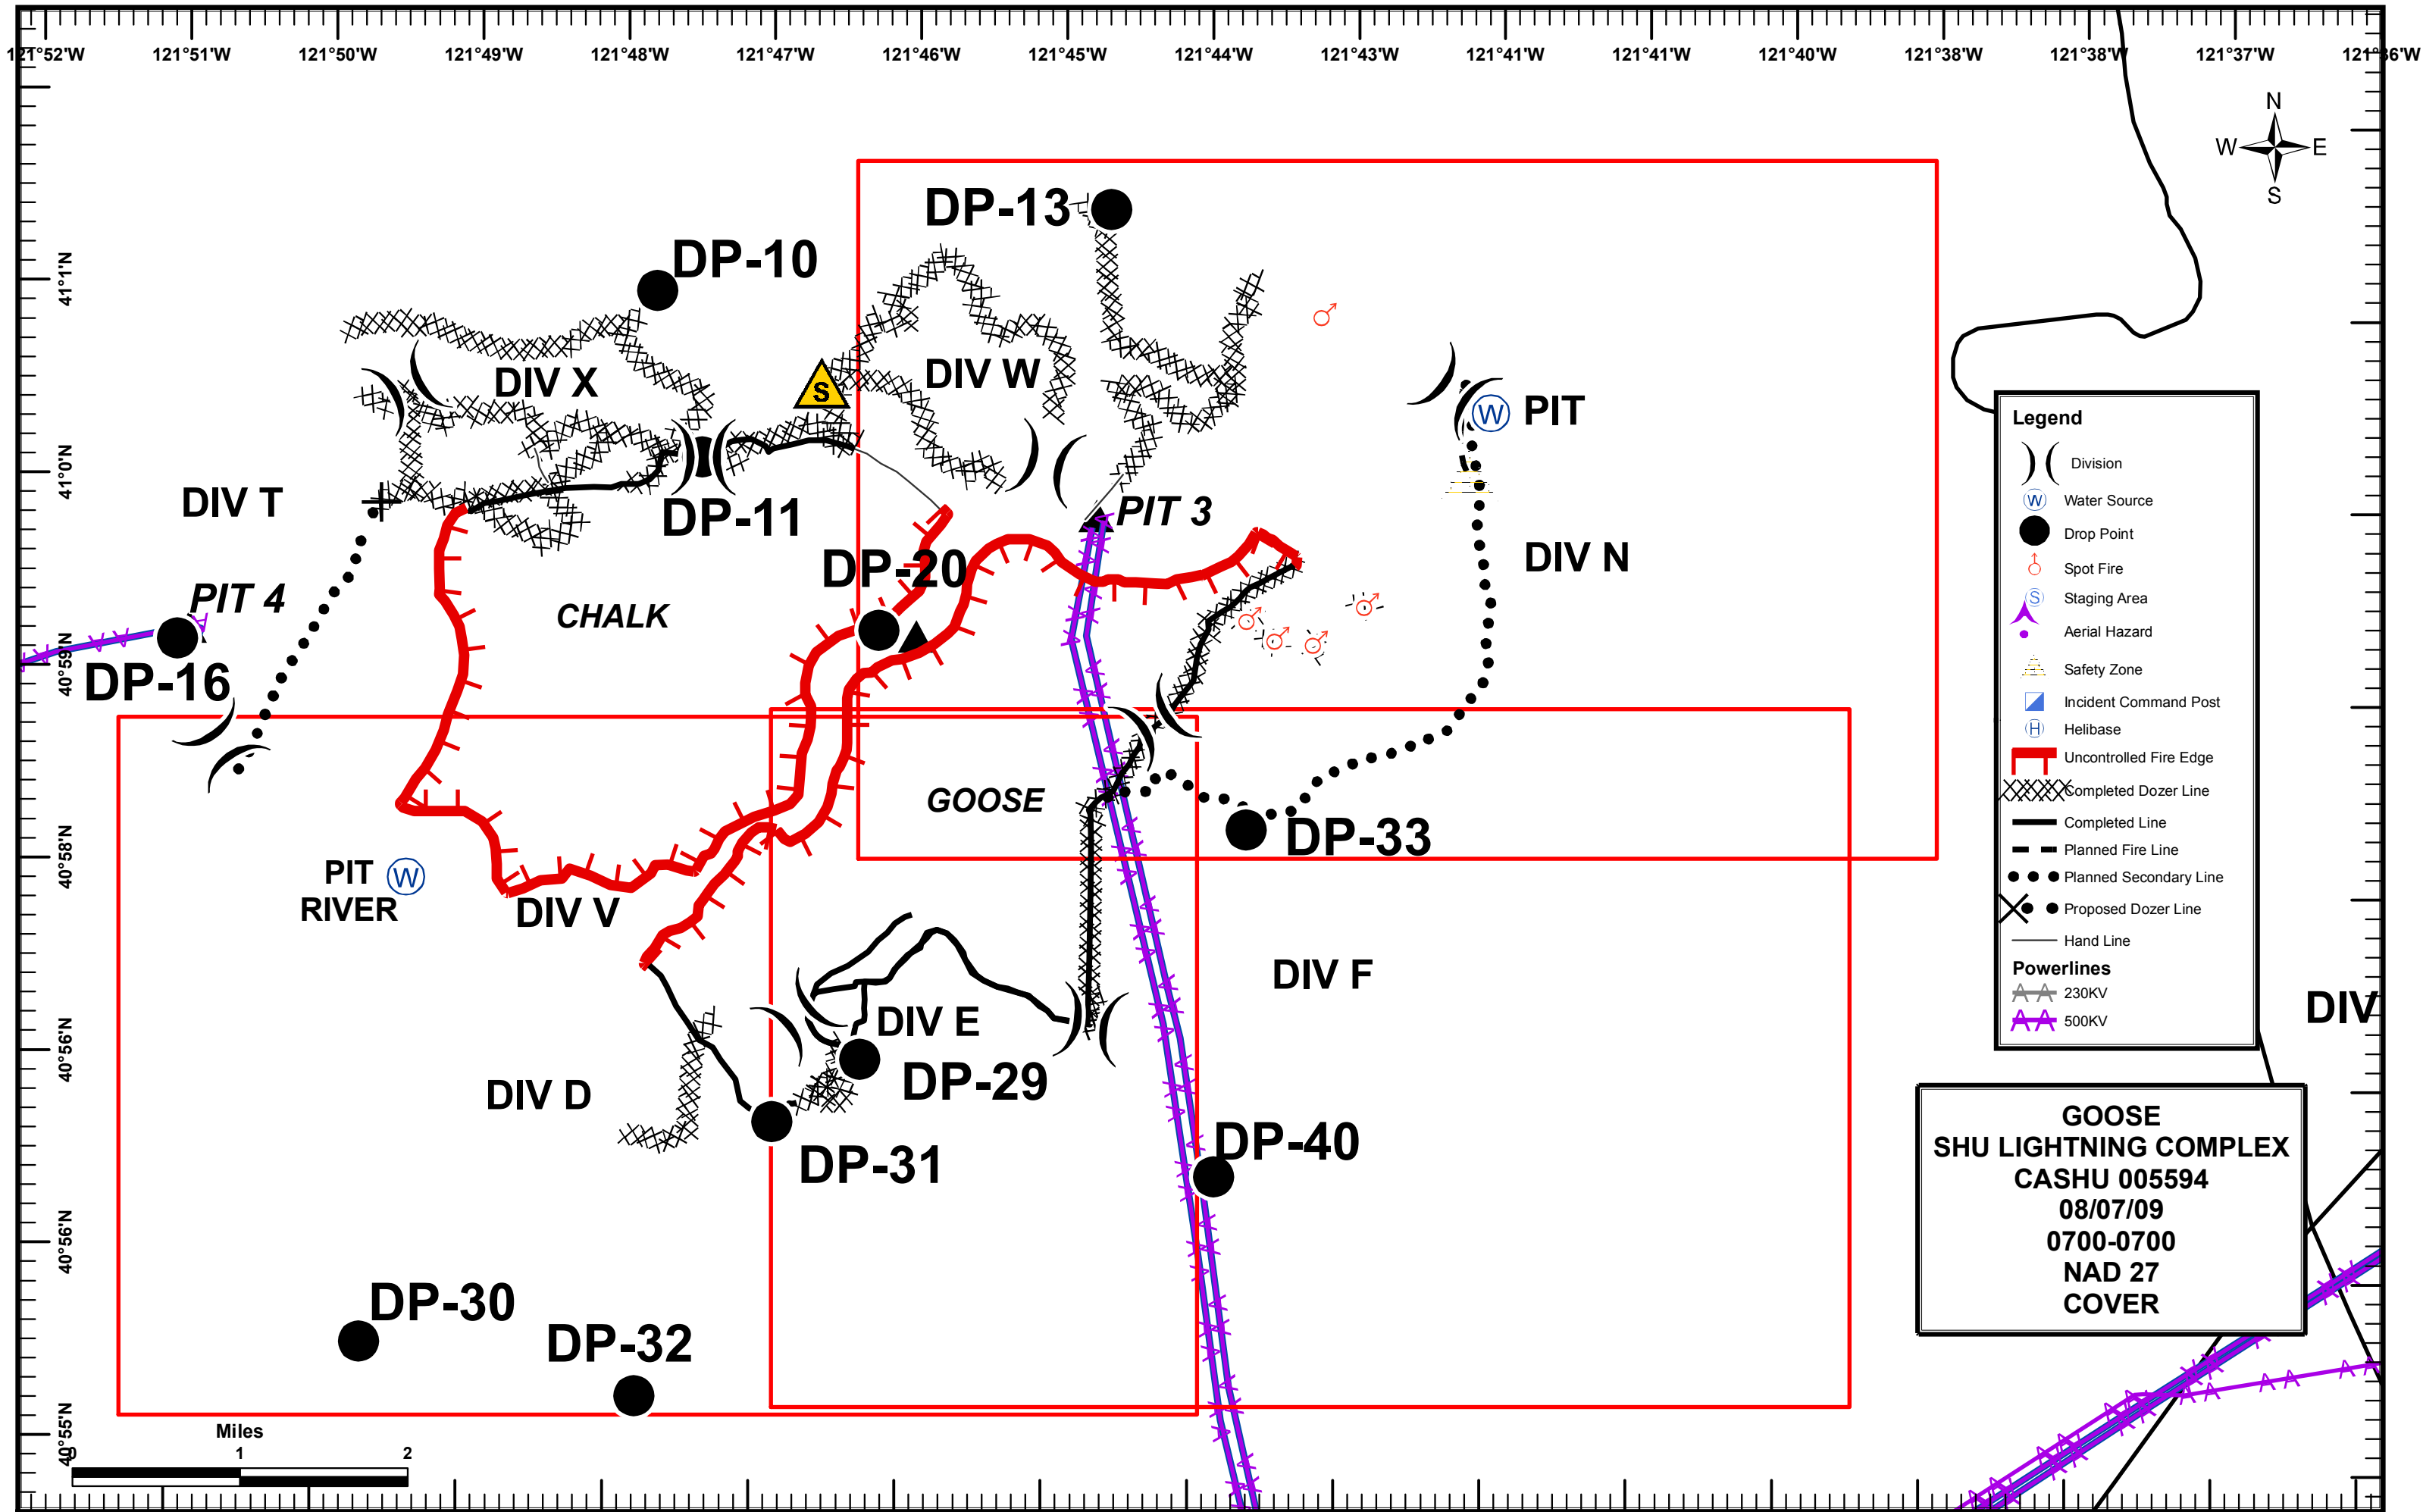 121°52'W 121°51'W 121°50'W 121°49'W 121°48'W 121°47'W 121°46'W 121°45'W 121°44'W 121°43'W 121°41'W 121°41'W 121°40'W 121°38'W 121°38'W 121°37'W 121°36'W
N
W E
S
DP-13
DP-10
41°1'N
DIV X
DIV W
S
W
PIT
41°0'N
DIV T
DP-11
PIT 3
DIV N
DP-20
PIT 4
CHALK
40°59'N
DP-16
GOOSE
DP-33
40°58'N
PIT
RIVER
W
DIV V
DIV F
DIV E
40°56'N
DP-29
DIV D
DP-40
DP-31
40°56'N
DP-30
DP-32
40°55'N
Miles
0 1 2
Legend
Division
W Water Source
Drop Point
Spot Fire
S Staging Area
Aerial Hazard
Safety Zone
Incident Command Post
H Helibase
Uncontrolled Fire Edge
Completed Dozer Line
Completed Line
Planned Fire Line
Planned Secondary Line
Proposed Dozer Line
Hand Line
Powerlines
230KV
500KV
DIV
GOOSE
SHU LIGHTNING COMPLEX
CASHU 005594
08/07/09
0700-0700
NAD 27
COVER